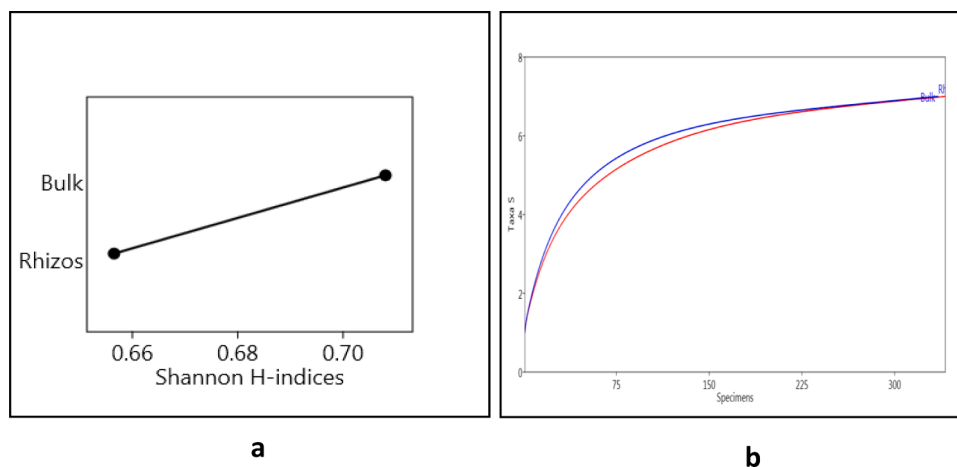 Bulk
Rhizos
0.66 0.68 0.70
Shannon H-indices
a
8
6
4
2
0
Taxa S
Bulk
Rh
75 150 225 300
Specimens
b